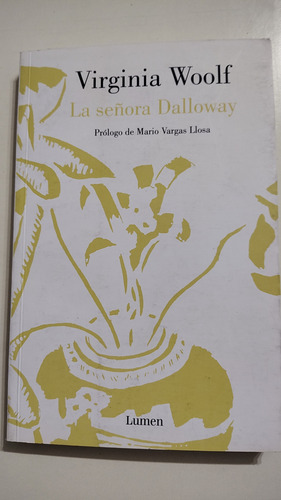 Virginia Woolf
La señora Dalloway
Prólogo de Mario Vargas Llosa
Lumen